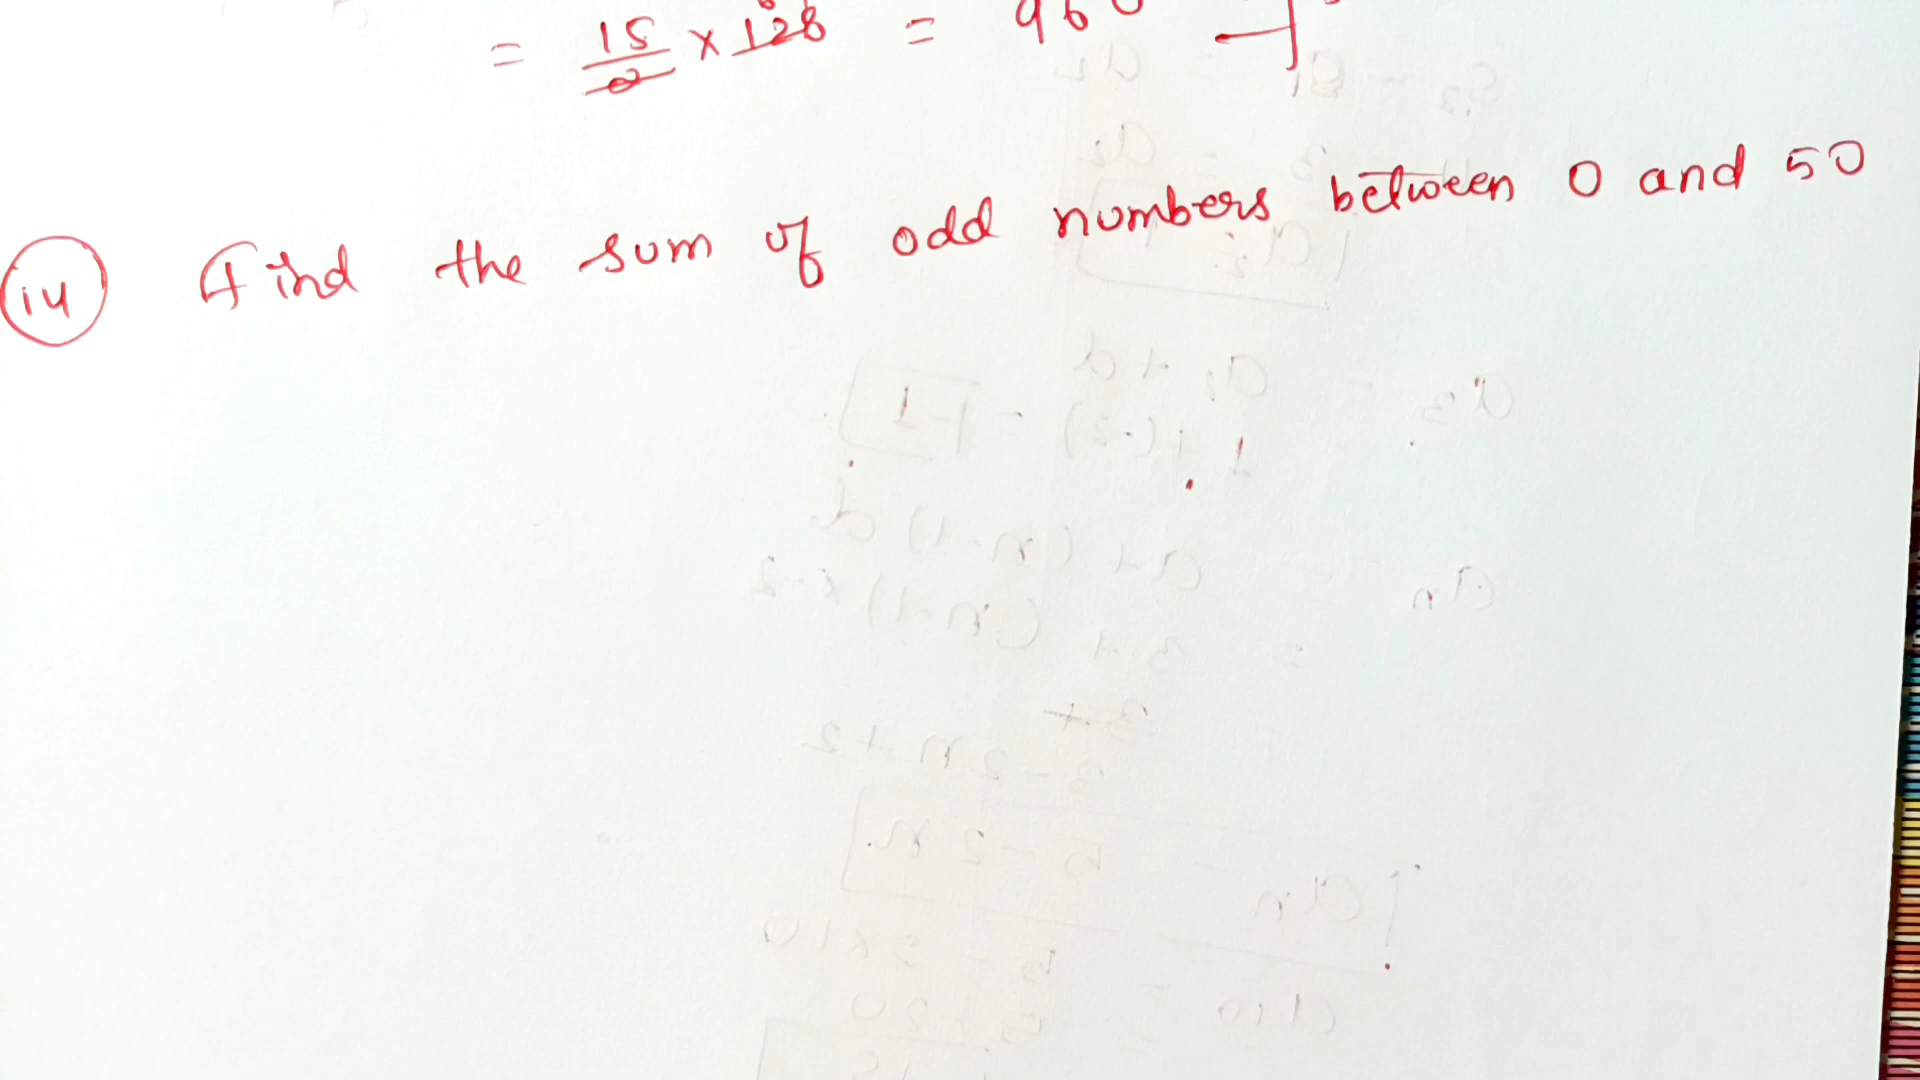 = 15/2 × 128 = 960
14 Find the sum of odd numbers between 0 and 50